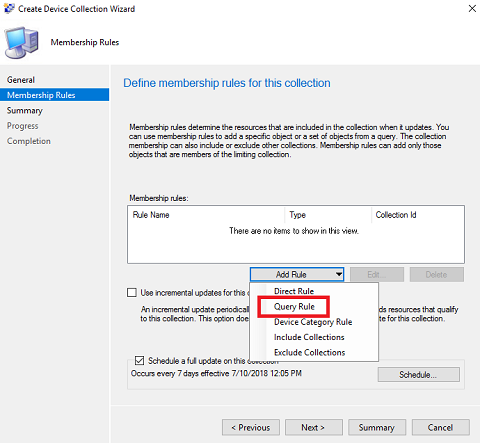 Create Device Collection Wizard
Membership Rules
General
Membership Rules
Summary
Progress
Completion
Define membership rules for this collection
Membership rules determine the resources that are included in the collection when it updates. You
can use membership rules to add a specific object or a set of objects from a query. The collection
membership can also include or exclude other collections. Membership rules can add only those
objects that are members of the limiting collection.
Membership rules:
Rule Name Type Collection Id
There are no items to show in this view.
Add Rule Edit... Delete
Direct Rule
Query Rule
Device Category Rule
Include Collections
Exclude Collections
Use incremental updates for this
An incremental update periodically ds resources that qualify
to this collection. This option doe te for this collection.
Schedule a full update on this collection
Occurs every 7 days effective 7/10/2018 12:05 PM
Schedule...
< Previous Next > Summary Cancel